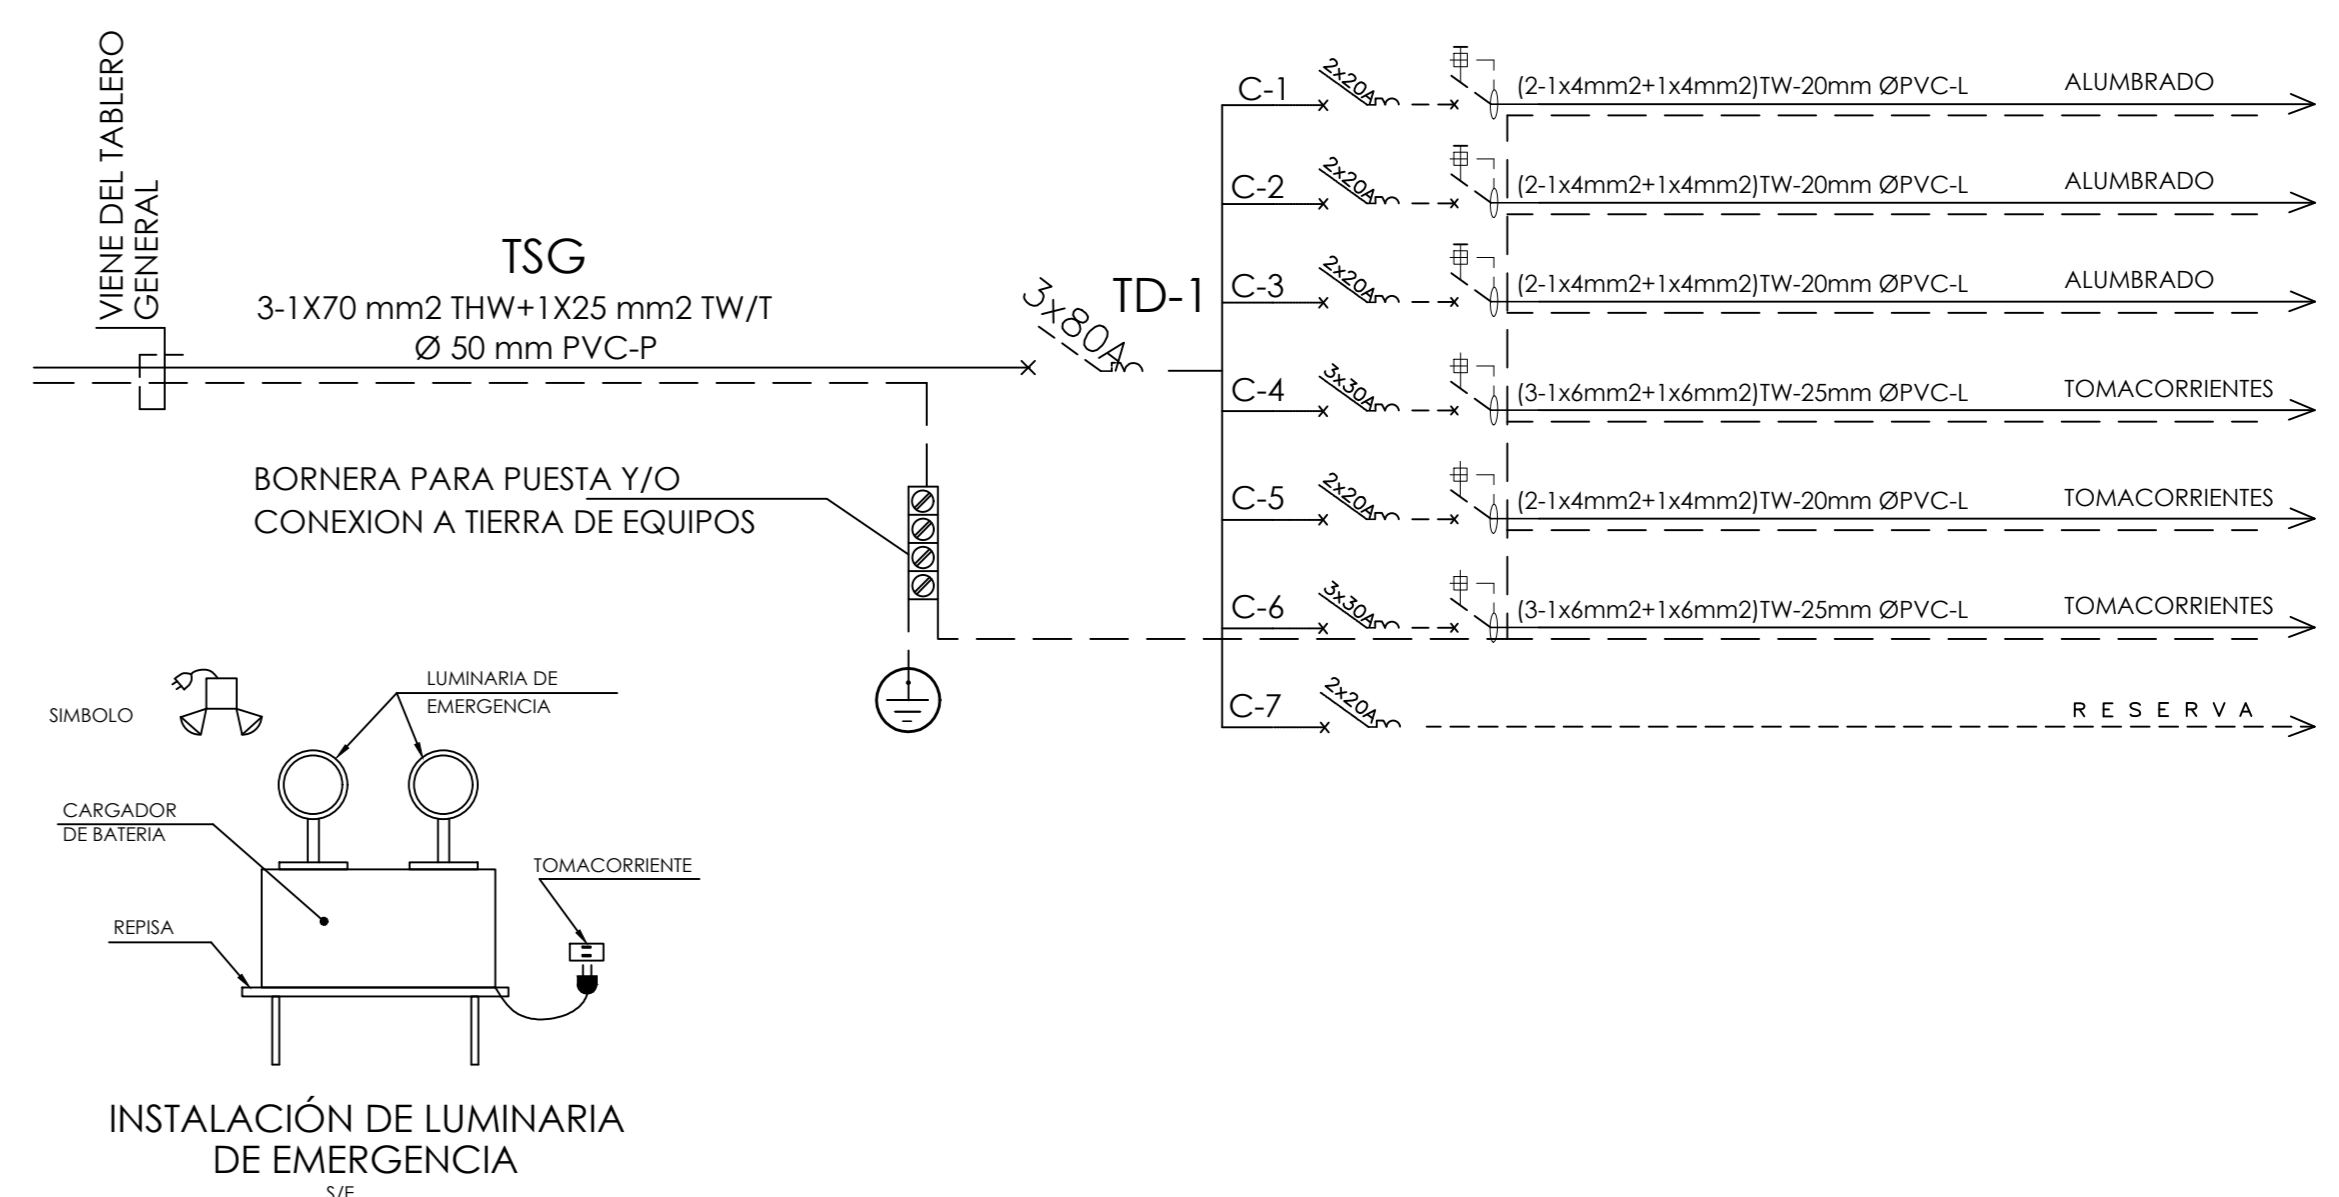 VIENE DEL TABLERO
GENERAL
TSG
3-1X70 mm2 THW+1X25 mm2 TW/T
Ø 50 mm PVC-P
3x80A
TD-1
C-1
2x20A
(2-1x4mm2+1x4mm2)TW-20mm ØPVC-L
ALUMBRADO
C-2
2x20A
(2-1x4mm2+1x4mm2)TW-20mm ØPVC-L
ALUMBRADO
C-3
2x20A
(2-1x4mm2+1x4mm2)TW-20mm ØPVC-L
ALUMBRADO
C-4
3x30A
(3-1x6mm2+1x6mm2)TW-25mm ØPVC-L
TOMACORRIENTES
C-5
2x20A
(2-1x4mm2+1x4mm2)TW-20mm ØPVC-L
TOMACORRIENTES
C-6
3x30A
(3-1x6mm2+1x6mm2)TW-25mm ØPVC-L
TOMACORRIENTES
C-7
2x20A
RESERVA
BORNERA PARA PUESTA Y/O
CONEXION A TIERRA DE EQUIPOS
SIMBOLO
LUMINARIA DE
EMERGENCIA
CARGADOR
DE BATERIA
TOMACORRIENTE
REPISA
INSTALACIÓN DE LUMINARIA
DE EMERGENCIA